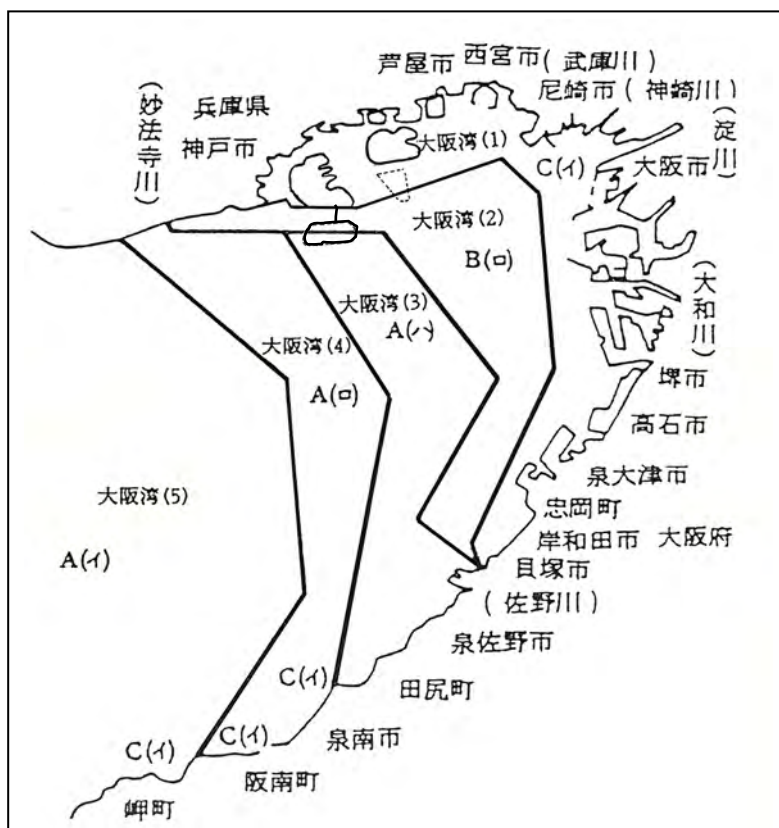 芦屋市
西宮市(武庫川)
尼崎市(神崎川)
(妙法寺川)
兵庫県
神戸市
大阪湾(1)
C(イ)
(淀川)
大阪市
大阪湾(2)
B(ロ)
(大和川)
大阪湾(3)
A(ハ)
大阪湾(4)
A(ロ)
堺市
高石市
大阪湾(5)
泉大津市
忠岡町
岸和田市
大阪府
A(イ)
貝塚市
(佐野川)
泉佐野市
C(イ)
田尻町
C(イ)
C(イ)
泉南市
阪南町
岬町